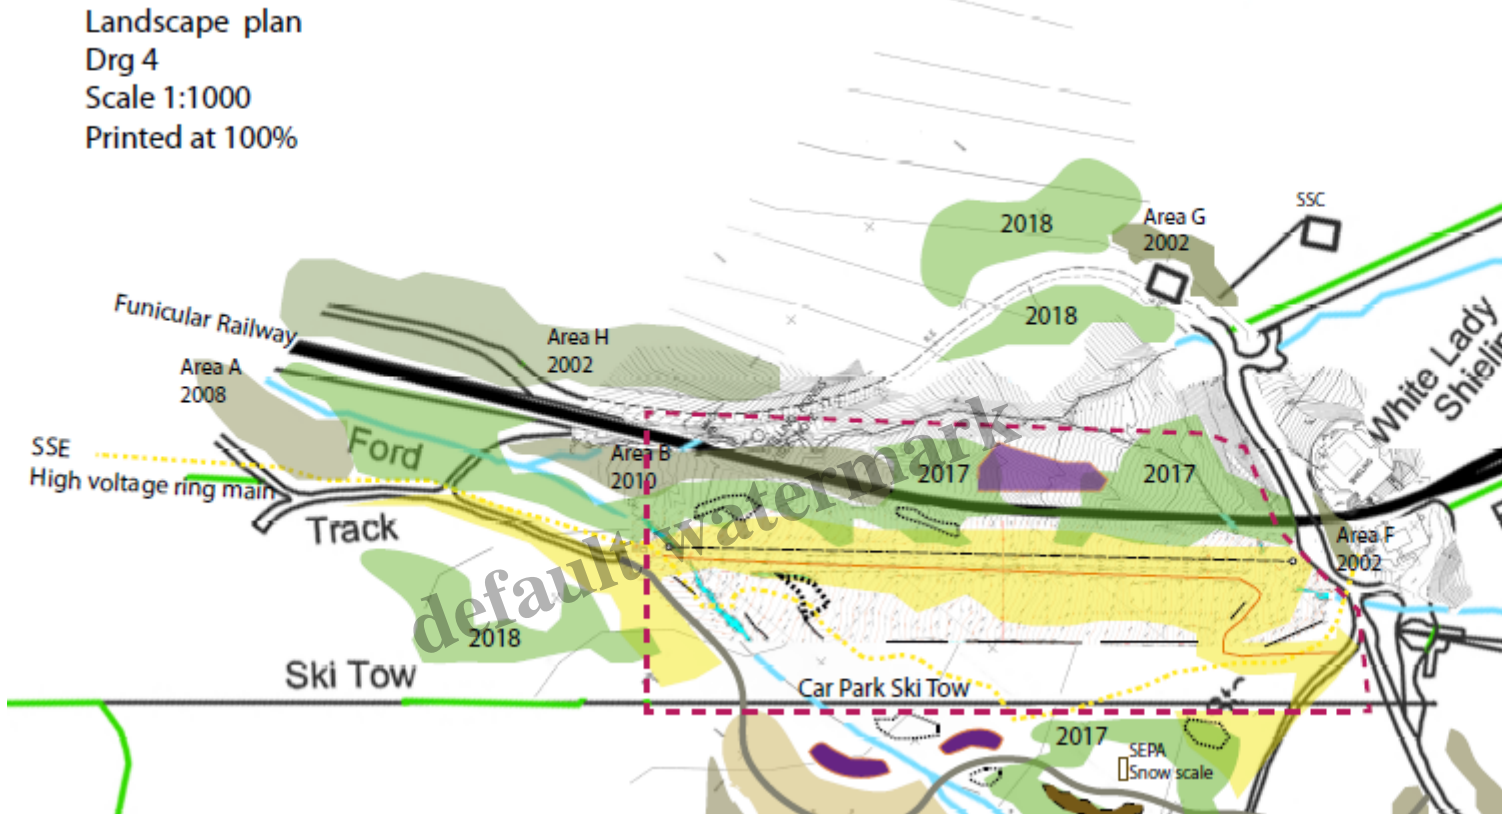 Landscape plan
Drg 4
Scale 1:1000
Printed at 100%
2018
Area G
2002
SSC
Funicular Railway
Area H
2002
2018
Area A
2008
White Lady
Ford
SSE
High voltage ring main
Area B
2010
2017
2017
Track
Area F
2002
default watermark
2018
Ski Tow
Car Park Ski Tow
2017
SEPA
Snow scale